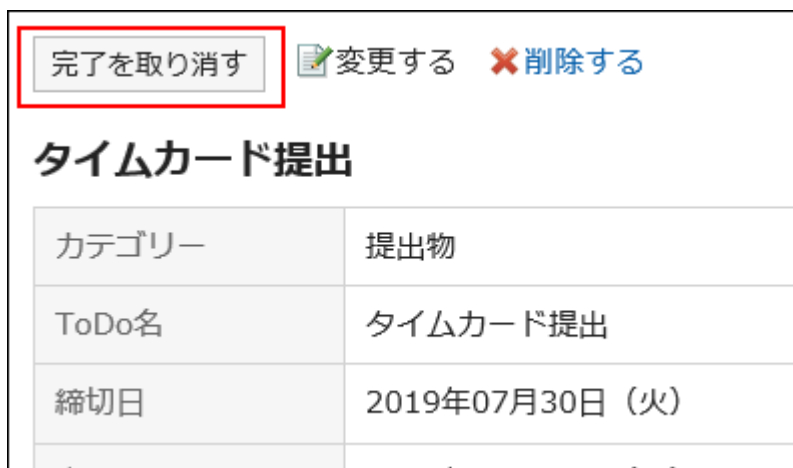 完了を取り消す 変更する 削除する
タイムカード提出
カテゴリー 提出物
ToDo名 タイムカード提出
締切日 2019年07月30日（火）